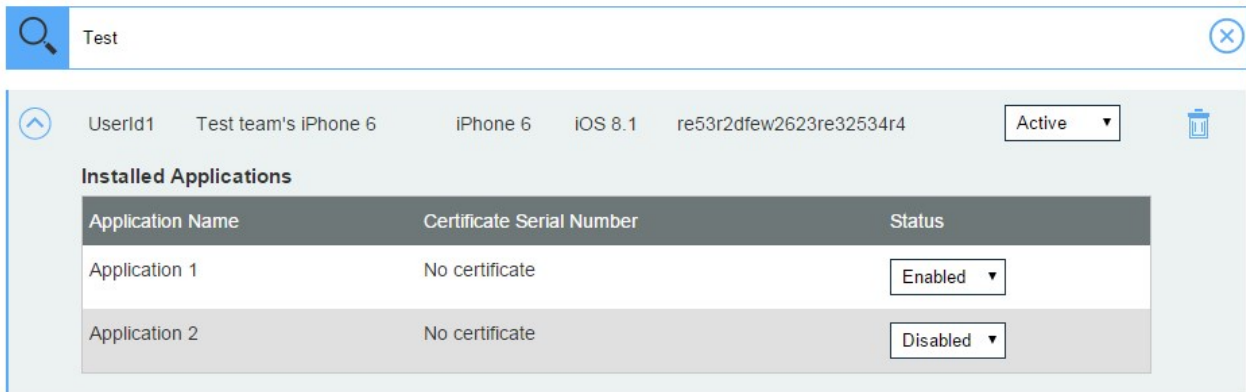 Test
UserId1 Test team's iPhone 6 iPhone 6 iOS 8.1 re53r2dfew2623re32534r4 Active
Installed Applications
Application Name Certificate Serial Number Status
Application 1 No certificate Enabled
Application 2 No certificate Disabled